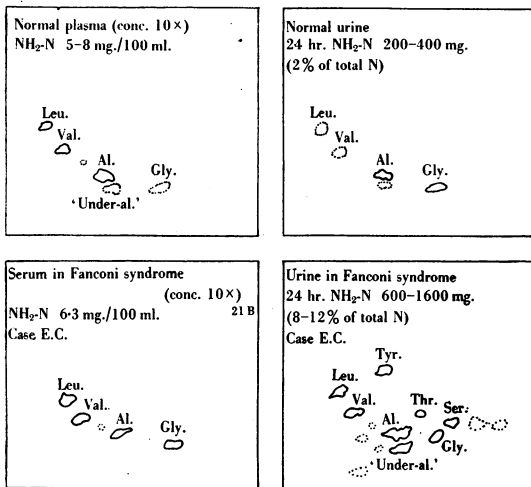 Normal plasma (conc. 10×)
NH₂-N 5–8 mg./100 ml.
Leu.
Val.
Al.
Gly.
'Under-al.'
Normal urine
24 hr. NH₂-N 200–400 mg.
(2% of total N)
Leu.
Val.
Al.
Gly.
Serum in Fanconi syndrome
(conc. 10×)
NH₂-N 6·3 mg./100 ml. 21 B
Case E.C.
Leu.
Val.
Al.
Gly.
Urine in Fanconi syndrome
24 hr. NH₂-N 600–1600 mg.
(8–12% of total N)
Case E.C.
Tyr.
Leu.
Val.
Thr.
Ser.
Al.
Gly.
'Under-al.'